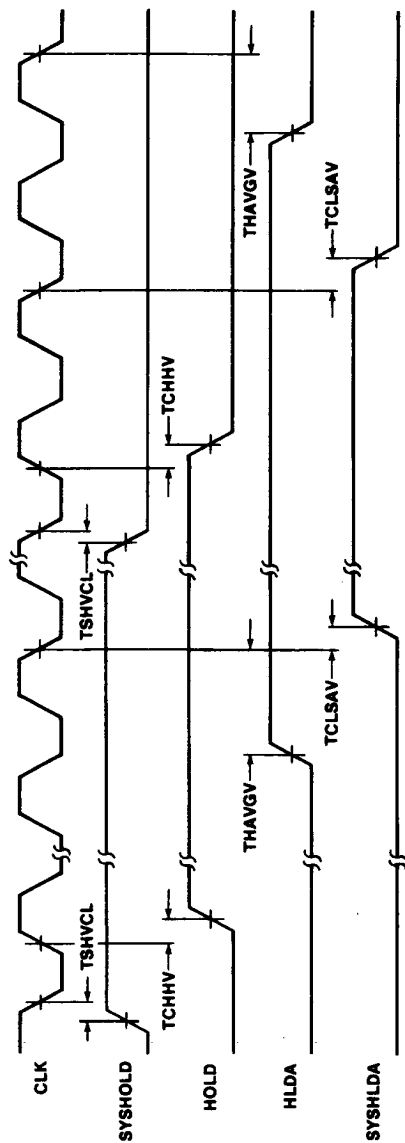 CLK
TSHVCL
TSHVCL
SYSHOLD
TCHHV
TCHHV
HOLD
THAVGV
THAVGV
HLDA
TCLSAV
TCLSAV
SYSHLDA